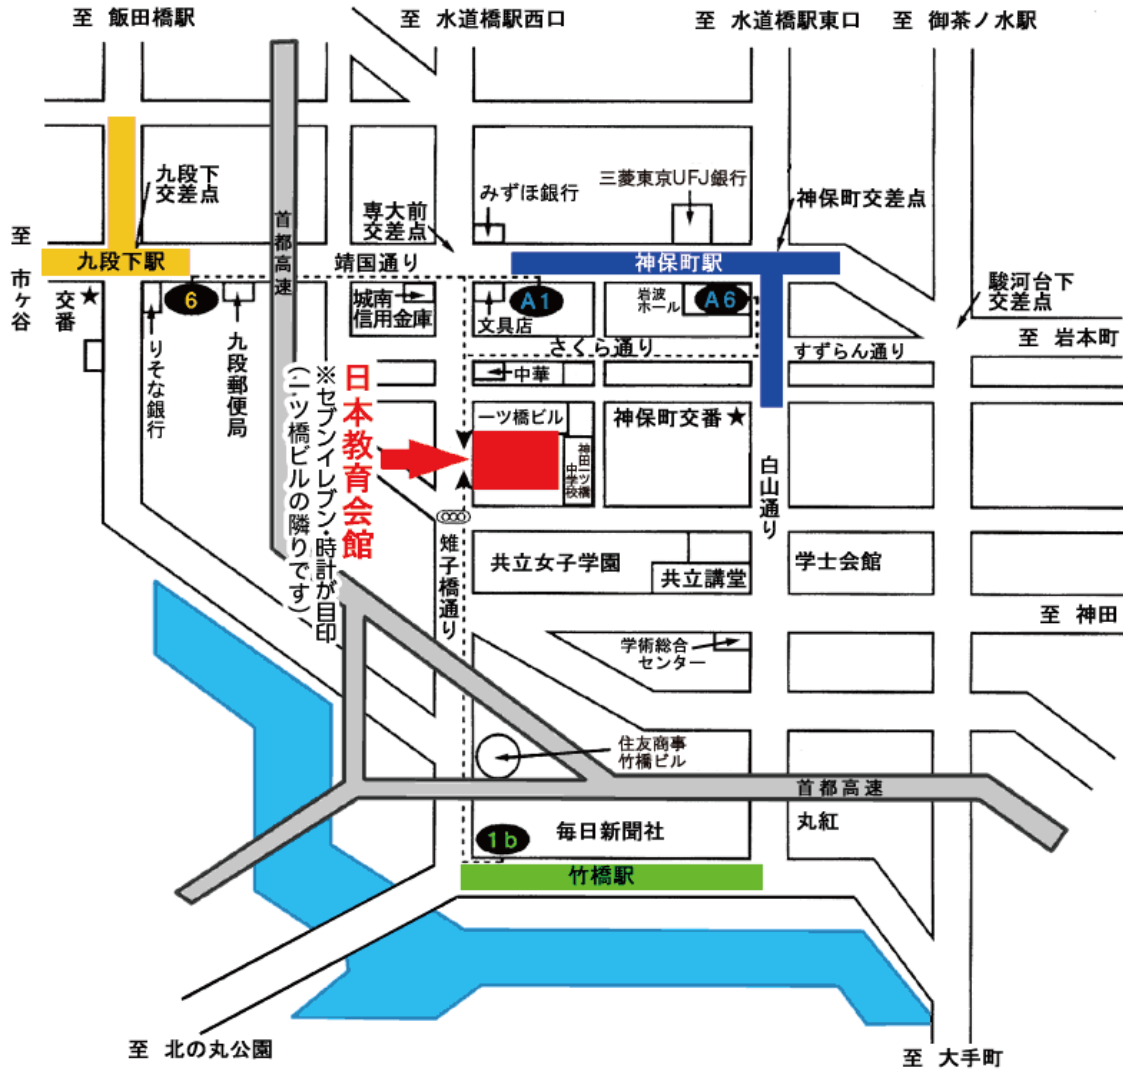 至 飯田橋駅
至 水道橋駅西口
至 水道橋駅東口
至 御茶ノ水駅
九段下
交差点
みずほ銀行
三菱東京UFJ銀行
専大前
交差点
神保町交差点
首都高速
至 市ヶ谷
九段下駅
靖国通り
神保町駅
駿河台下
交差点
交番★
6
城南
信用金庫
文具店
A1
岩波
ホール
A6
至 岩本町
りそな銀行
九段郵便局
さくら通り
すずらん通り
中華
日本教育会館
※セブンイレブン・時計が目印
(一ツ橋ビルの隣りです)
一ツ橋ビル
神保町交番★
神田一ツ橋
中学校
白山通り
雉子橋通り
共立女子学園
共立講堂
学士会館
至 神田
学術総合
センター
住友商事
竹橋ビル
首都高速
丸紅
1b
毎日新聞社
竹橋駅
至 北の丸公園
至 大手町